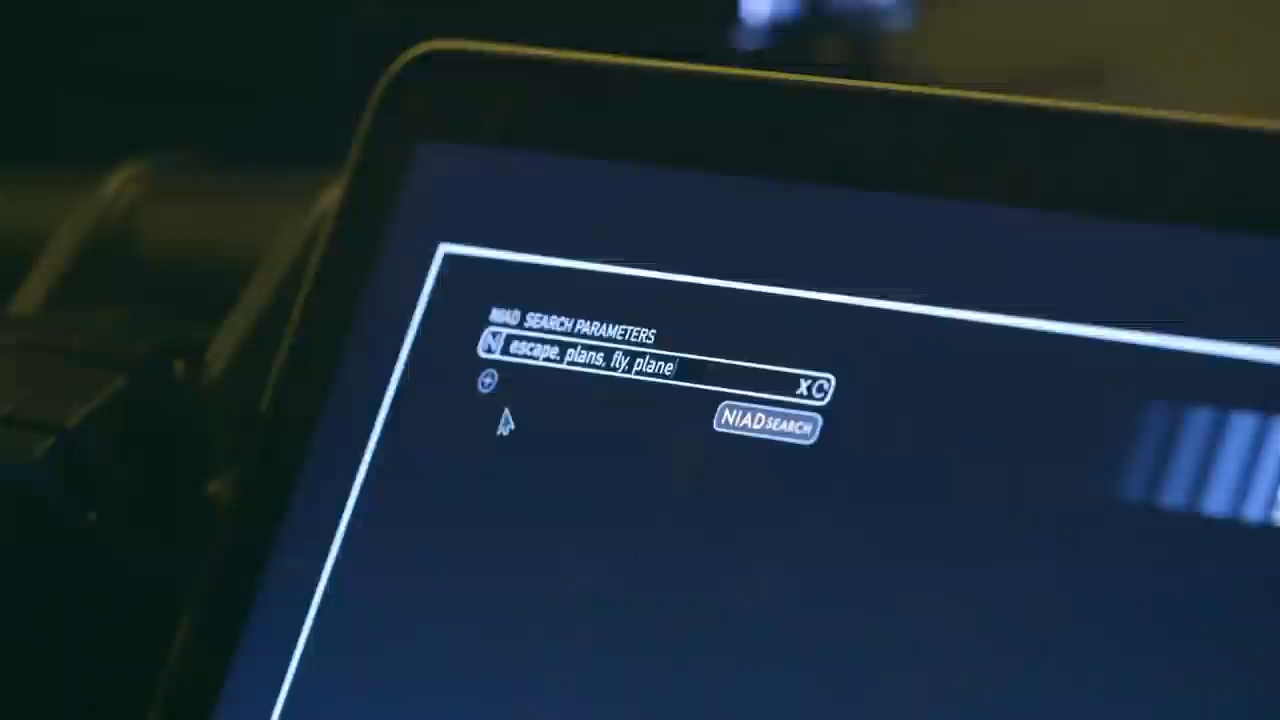 NIAD SEARCH PARAMETERS
N escape, plans, fly, plane
NIAD SEARCH